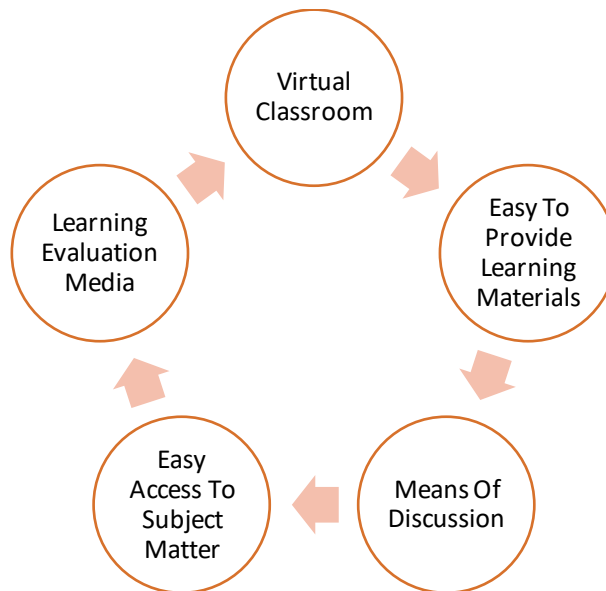 Virtual
Classroom
Easy To
Provide
Learning
Materials
Means Of
Discussion
Easy
Access To
Subject
Matter
Learning
Evaluation
Media